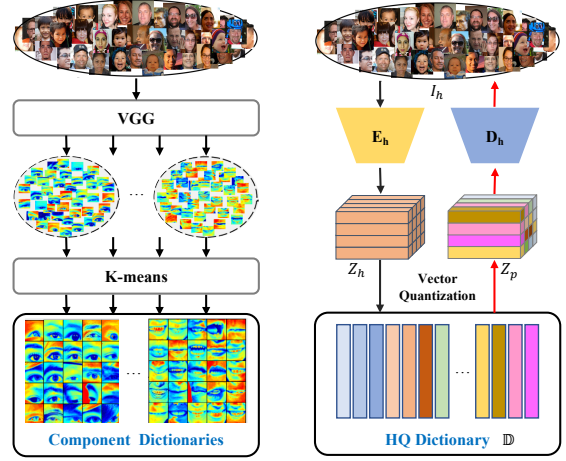 VGG
...
K-means
...
Component Dictionaries
I_h
E_h
D_h
Z_h
Z_p
Vector
Quantization
...
HQ Dictionary 𝔻